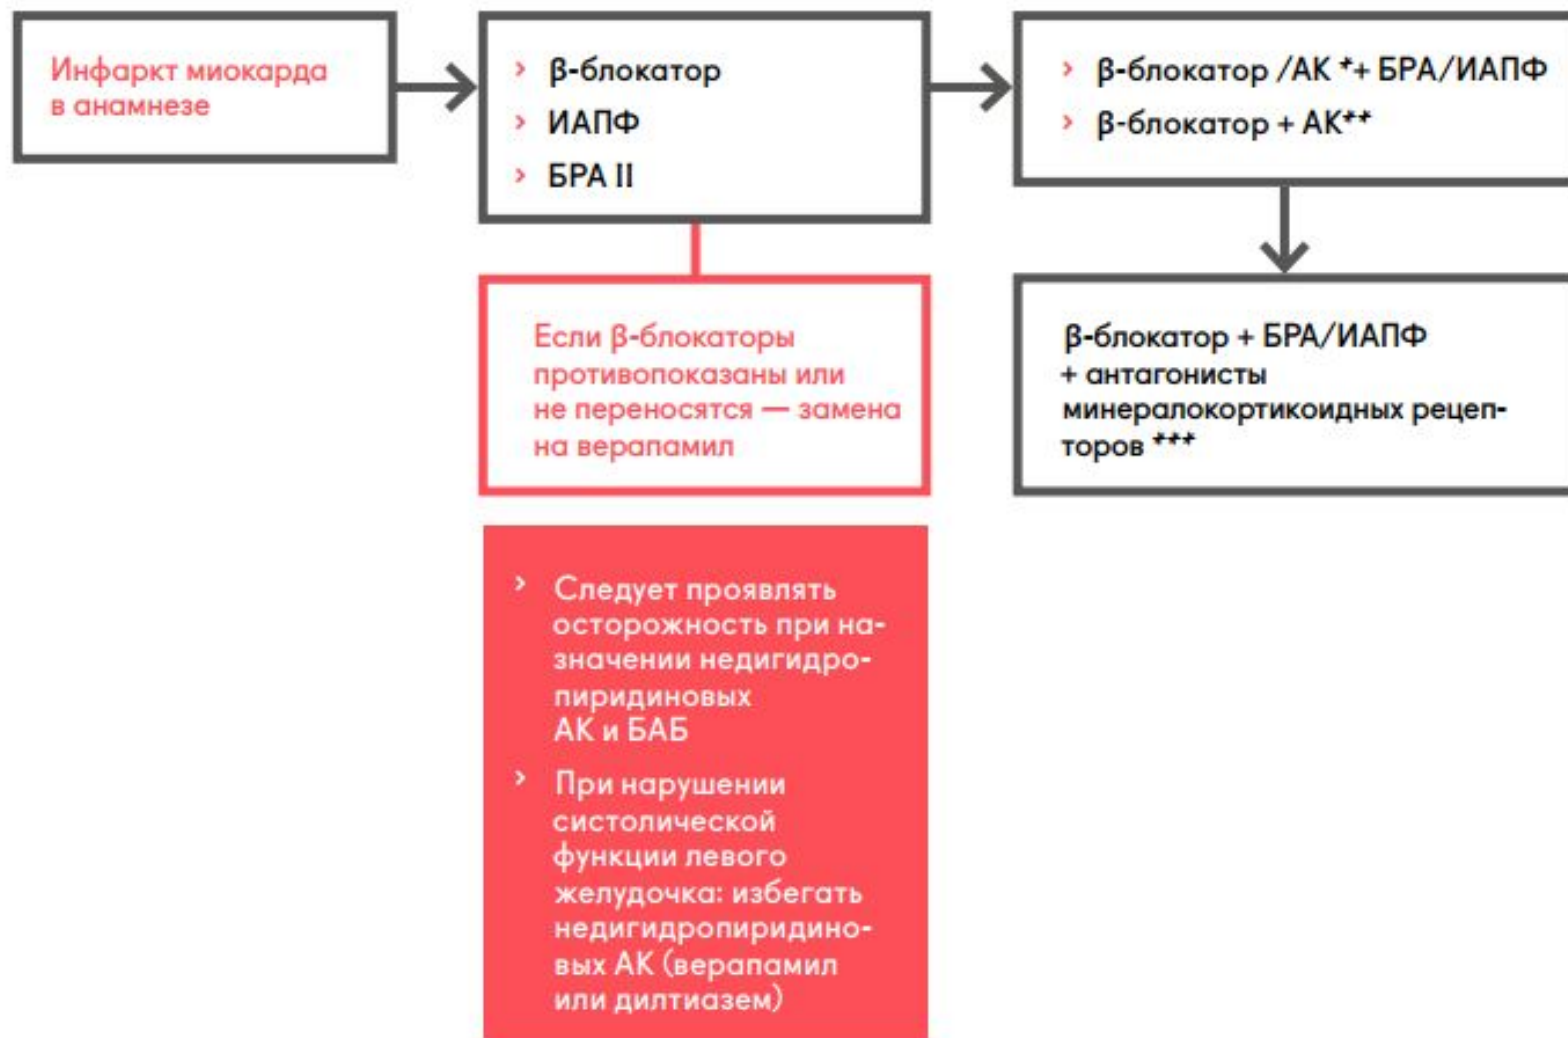 Инфаркт миокарда
в анамнезе
› β-блокатор
› ИАПФ
› БРА II
› β-блокатор /АК *+ БРА/ИАПФ
› β-блокатор + АК**
Если β-блокаторы
противопоказаны или
не переносятся — замена
на верапамил
β-блокатор + БРА/ИАПФ
+ антагонисты
минералокортикоидных рецеп-
торов ***
› Следует проявлять
осторожность при на-
значении недигидро-
пиридиновых
АК и БАБ
› При нарушении
систолической
функции левого
желудочка: избегать
недигидропиридино-
вых АК (верапамил
или дилтиазем)